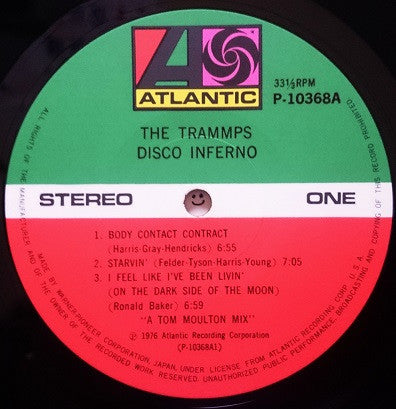 ATLANTIC
33⅓RPM
P-10368A
THE TRAMMPS
DISCO INFERNO
STEREO ONE
1. BODY CONTACT CONTRACT
(Harris-Gray-Hendricks) 6:55
2. STARVIN' (Felder-Tyson-Harris-Young) 7:05
3. I FEEL LIKE I'VE BEEN LIVIN'
(ON THE DARK SIDE OF THE MOON)
(Ronald Baker) 6:59
"A TOM MOULTON MIX"
℗ 1976 Atlantic Recording Corporation
(P-10368A1)
MADE BY WARNER-PIONEER CORPORATION, JAPAN, UNDER LICENSE FROM ATLANTIC RECORDING CORP., U.S.A.
ALL RIGHTS OF THE MANUFACTURER AND OF THE OWNER OF THE RECORDED WORK RESERVED. UNAUTHORIZED PUBLIC PERFORMANCE, BROADCASTING AND COPYING OF THIS RECORD PROHIBITED.